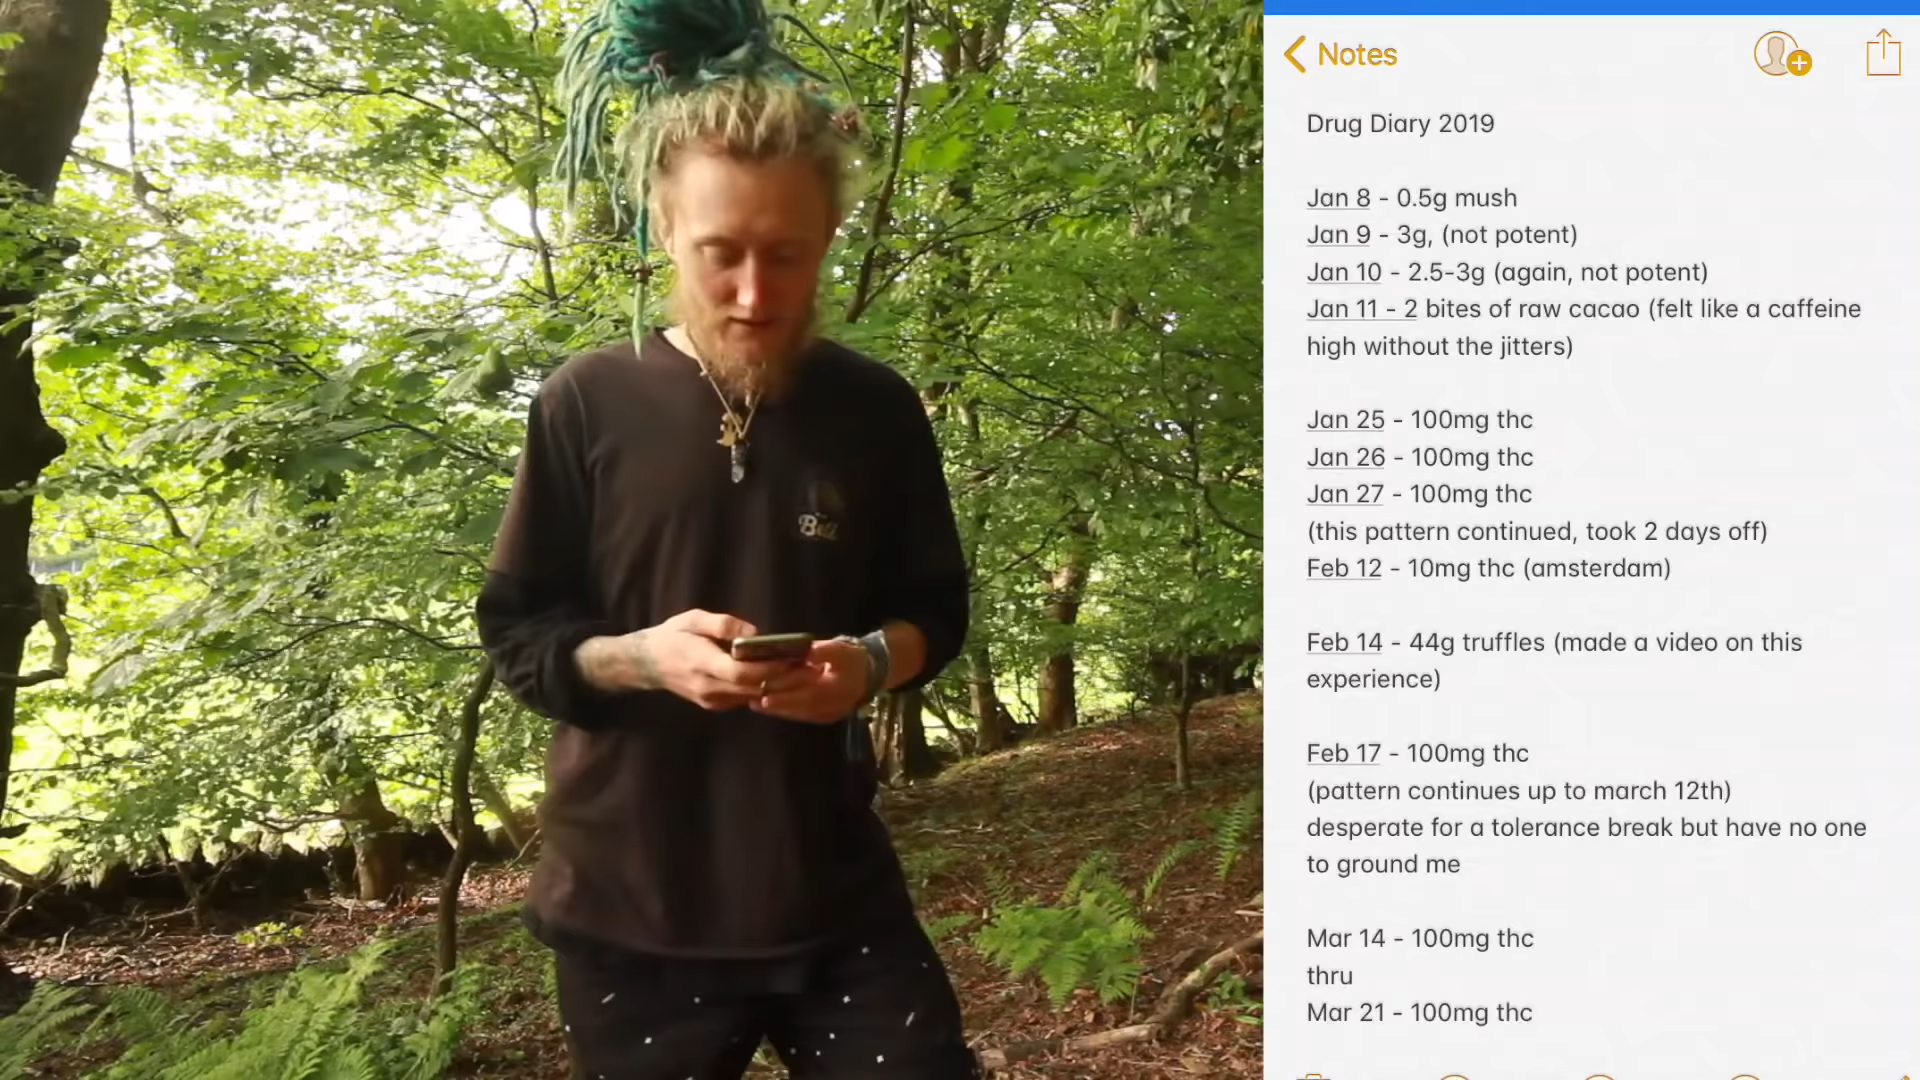 Notes
Drug Diary 2019
Jan 8 - 0.5g mush
Jan 9 - 3g, (not potent)
Jan 10 - 2.5-3g (again, not potent)
Jan 11 - 2 bites of raw cacao (felt like a caffeine
high without the jitters)
Jan 25 - 100mg thc
Jan 26 - 100mg thc
Jan 27 - 100mg thc
(this pattern continued, took 2 days off)
Feb 12 - 10mg thc (amsterdam)
Feb 14 - 44g truffles (made a video on this
experience)
Feb 17 - 100mg thc
(pattern continues up to march 12th)
desperate for a tolerance break but have no one
to ground me
Mar 14 - 100mg thc
thru
Mar 21 - 100mg thc